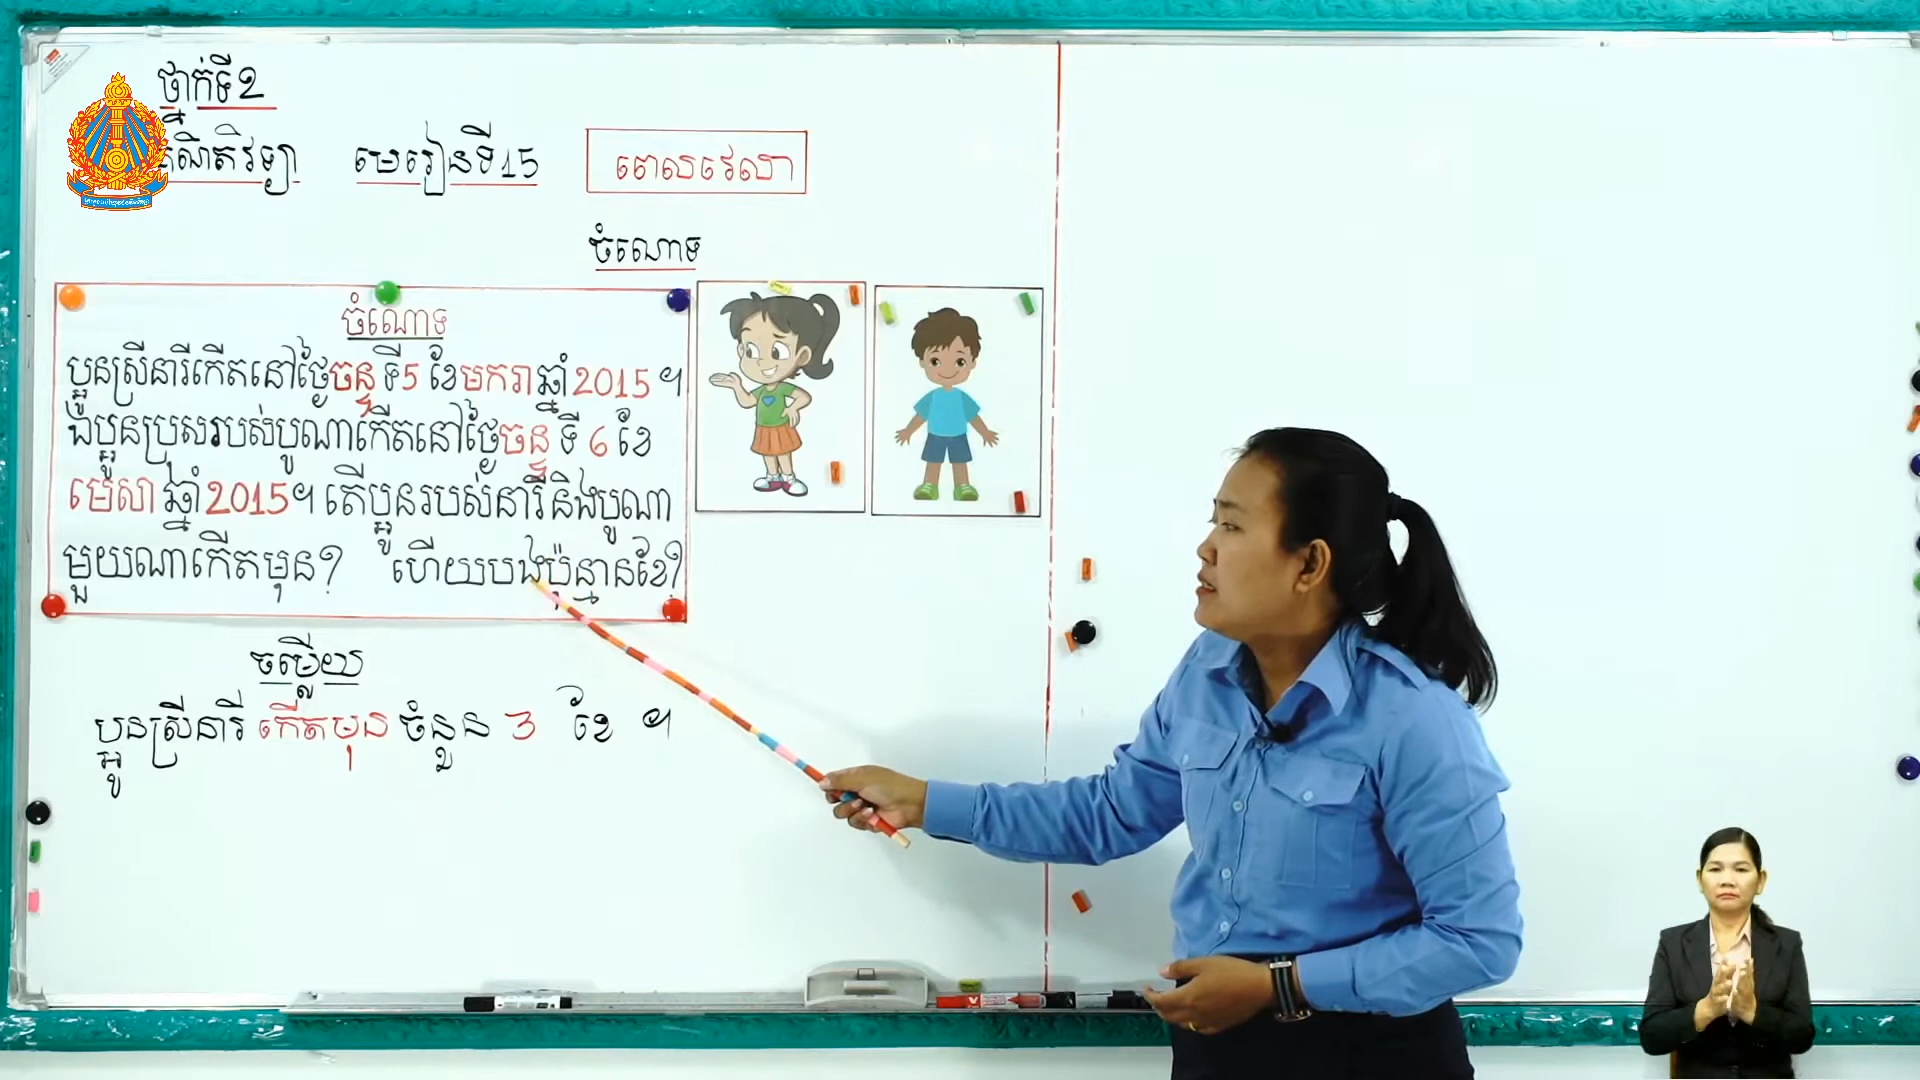 ថ្នាក់ទី2
គណិតវិទ្យា មេរៀនទី15 ពេលវេលា
ចំណោទ
ចំណោទ
ប្អូនស្រីនារីកើតនៅថ្ងៃចន្ទ ទី5 ខែមករា ឆ្នាំ 2015 ។
ឯប្អូនប្រុសរបស់បូណាកើតនៅថ្ងៃចន្ទ ទី 6 ខែ
មេសា ឆ្នាំ 2015។ តើប្អូនរបស់នារី និងបូណា
មួយណាកើតមុន? ហើយបងប៉ុន្មានខែ?
ចម្លើយ
ប្អូនស្រីនារី កើតមុន ចំនួន 3 ខែ ។